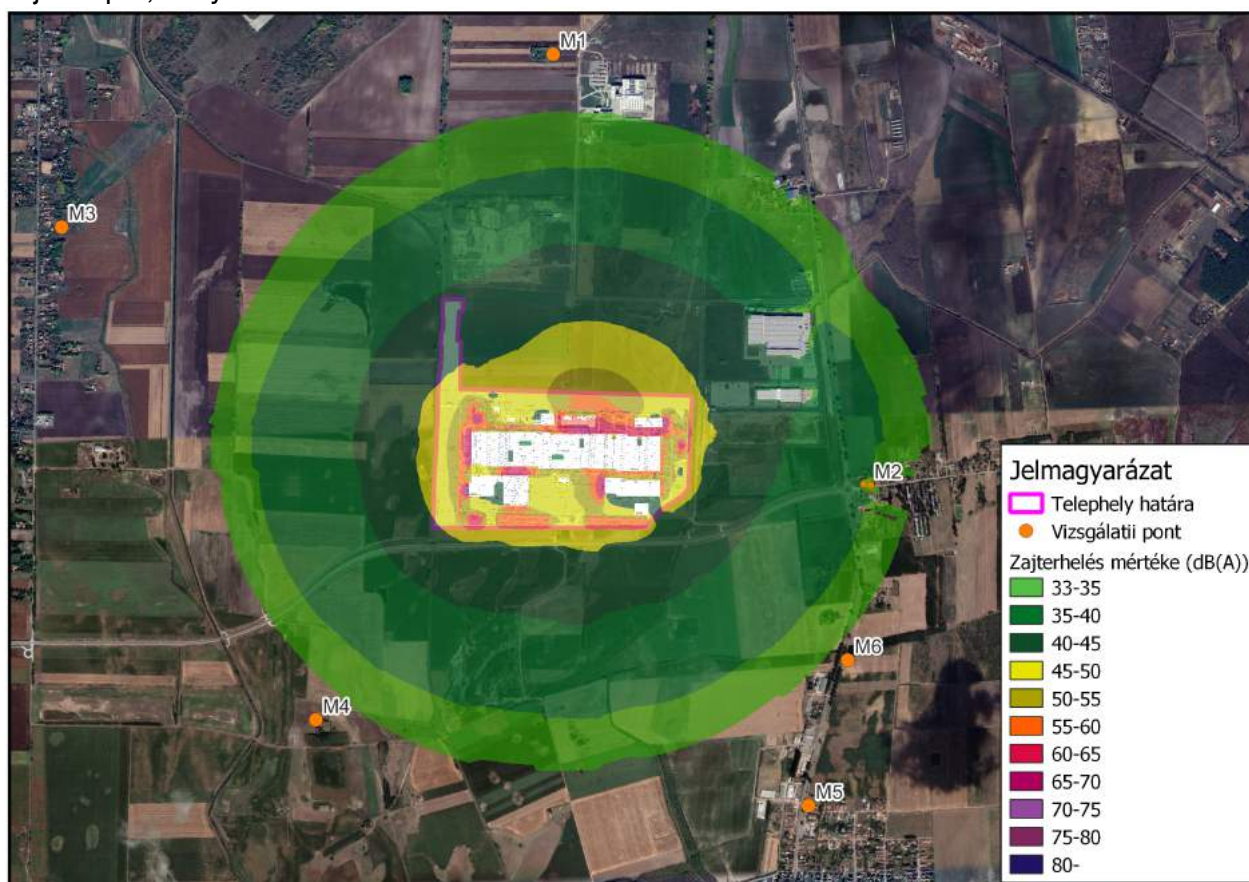 M1
M3
M2
M6
M4
M5
Jelmagyarázat
Telephely határa
Vizsgálatii pont
Zajterhelés mértéke (dB(A))
33-35
35-40
40-45
45-50
50-55
55-60
60-65
65-70
70-75
75-80
80-